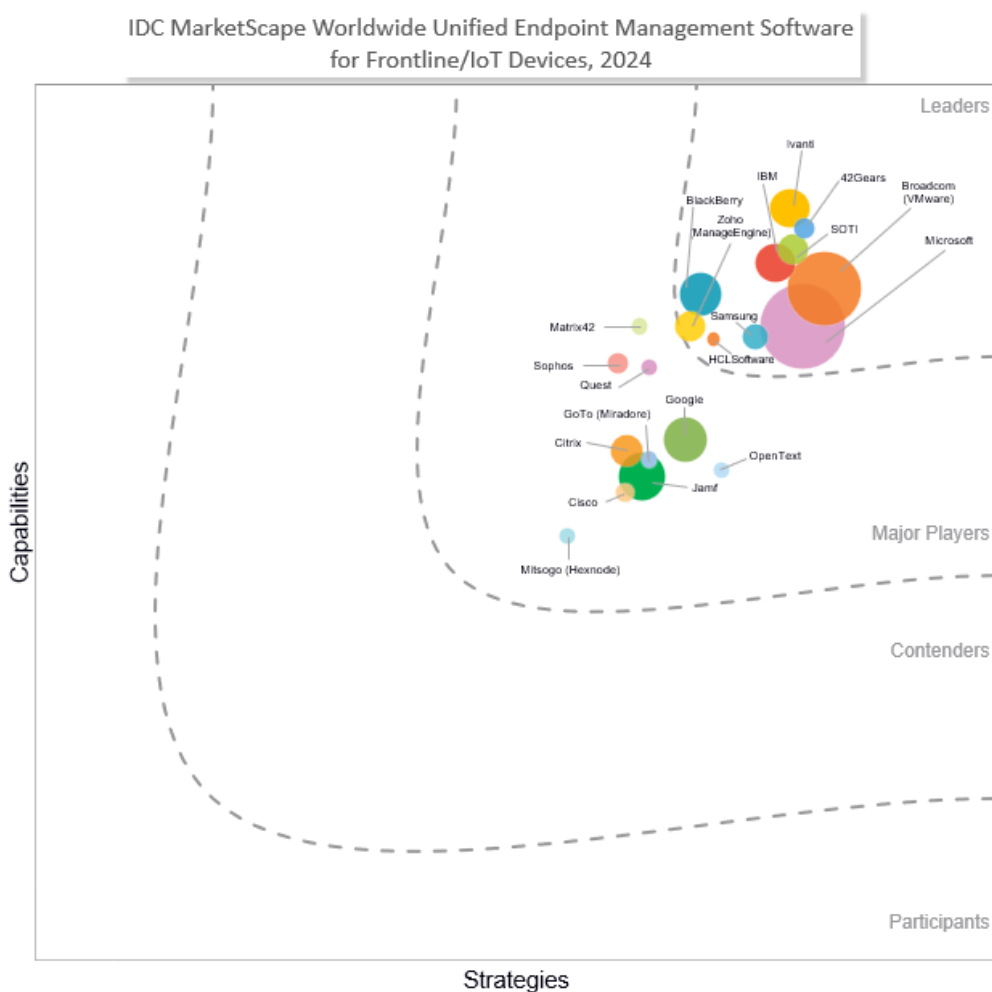 IDC MarketScape Worldwide Unified Endpoint Management Software
for Frontline/IoT Devices, 2024
Leaders
Ivanti
IBM
42Gears
Broadcom
(VMware)
BlackBerry
Zoho
(ManageEngine)
SOTI
Microsoft
Samsung
Matrix42
HCLSoftware
Sophos
Quest
Google
GoTo (Miradore)
Citrix
OpenText
Jamf
Cisco
Major Players
Mitsogo (Hexnode)
Capabilities
Contenders
Participants
Strategies